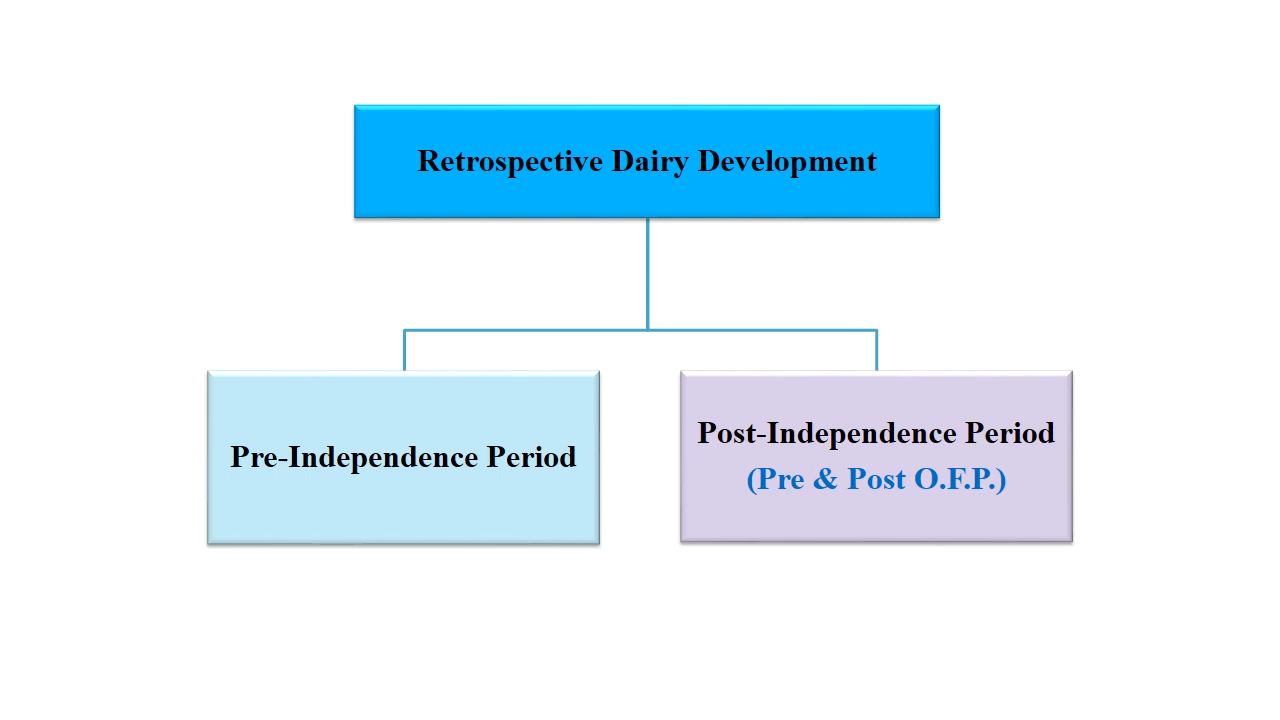 Retrospective Dairy Development
Pre-Independence Period
Post-Independence Period
(Pre & Post O.F.P.)